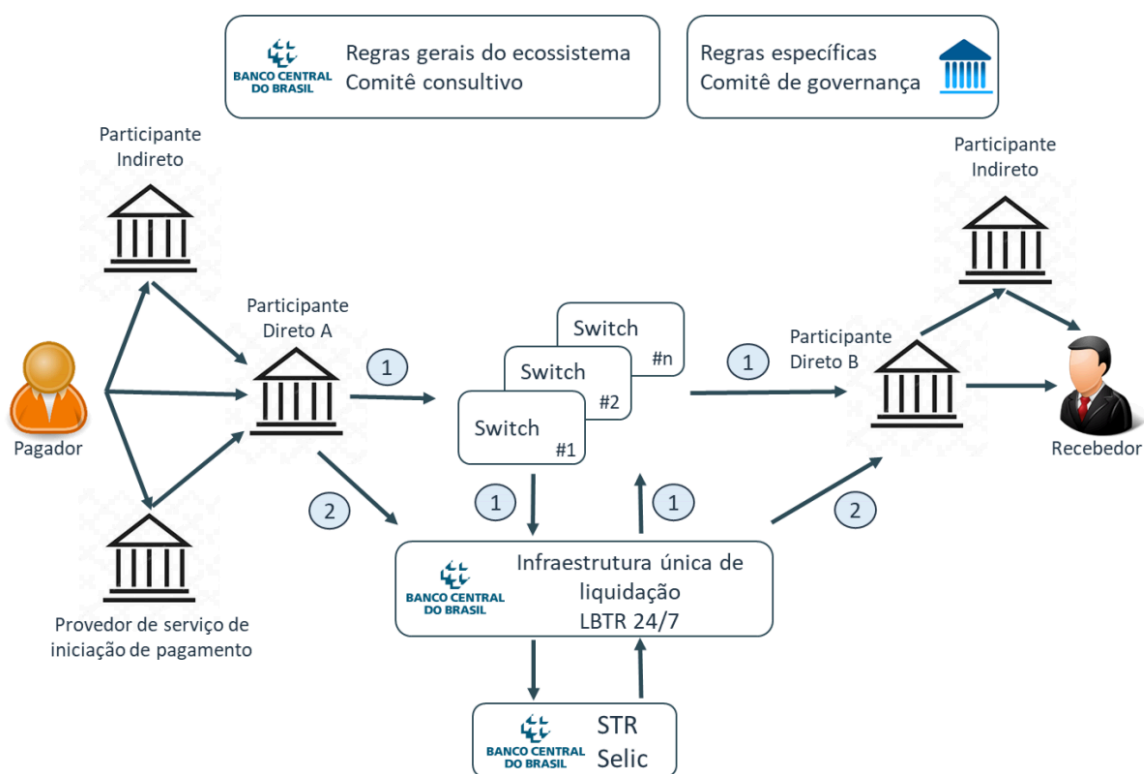 BANCO CENTRAL
DO BRASIL
Regras gerais do ecossistema
Comitê consultivo
Regras específicas
Comitê de governança
Participante
Indireto
Participante
Indireto
Participante
Direto A
1
Switch
#n
Switch
#2
Switch
#1
1
Participante
Direto B
Pagador
Recebedor
2
1
1
2
BANCO CENTRAL
DO BRASIL
Infraestrutura única de
liquidação
LBTR 24/7
Provedor de serviço de
iniciação de pagamento
BANCO CENTRAL
DO BRASIL
STR
Selic